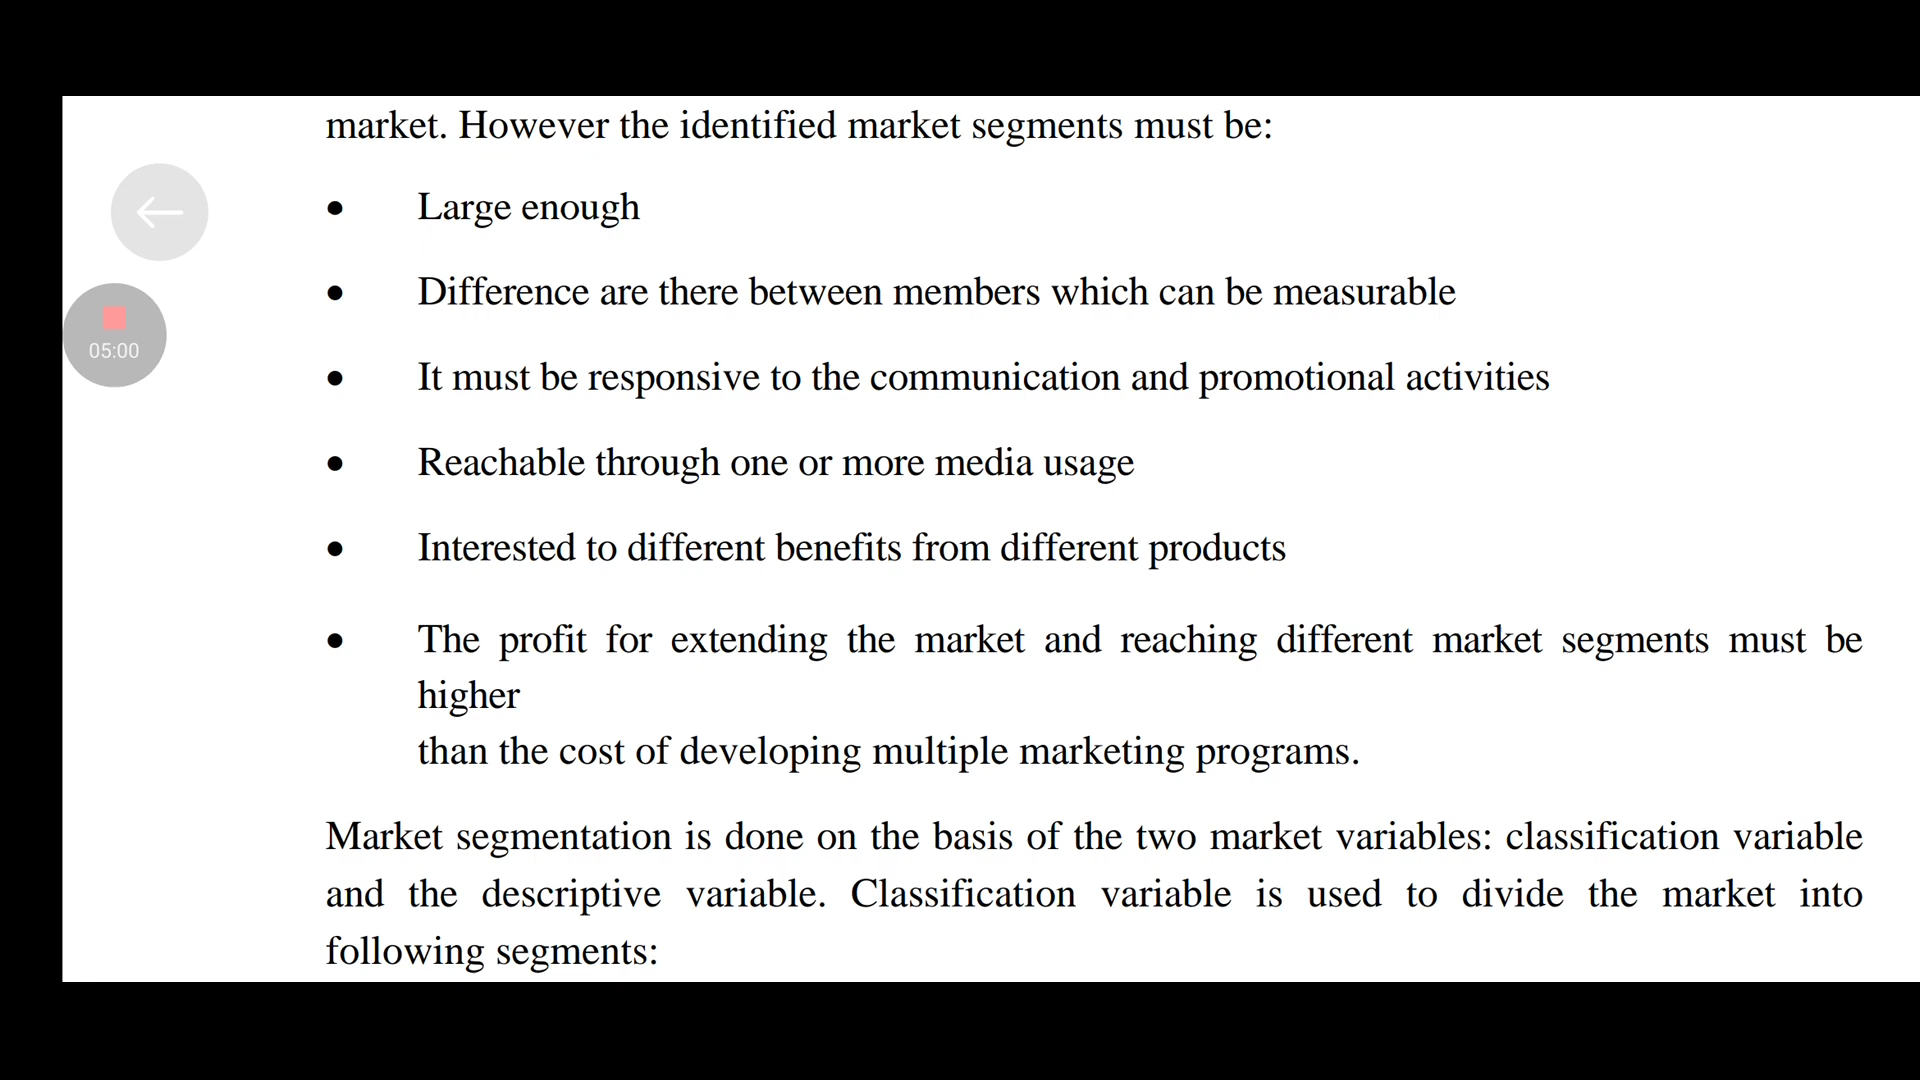 market. However the identified market segments must be:
• Large enough
• Difference are there between members which can be measurable
05:00
• It must be responsive to the communication and promotional activities
• Reachable through one or more media usage
• Interested to different benefits from different products
• The profit for extending the market and reaching different market segments must be
higher
than the cost of developing multiple marketing programs.
Market segmentation is done on the basis of the two market variables: classification variable
and the descriptive variable. Classification variable is used to divide the market into
following segments: